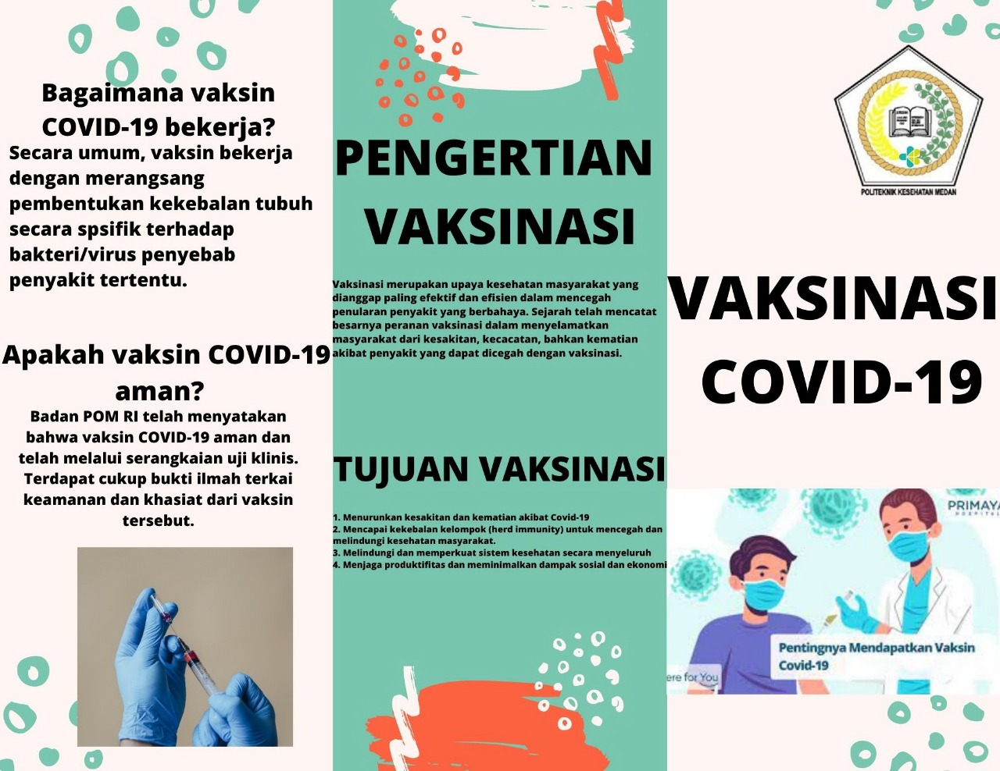 Bagaimana vaksin
COVID-19 bekerja?
Secara umum, vaksin bekerja
dengan merangsang
pembentukan kekebalan tubuh
secara spsifik terhadap
bakteri/virus penyebab
penyakit tertentu.
Apakah vaksin COVID-19
aman?
Badan POM RI telah menyatakan
bahwa vaksin COVID-19 aman dan
telah melalui serangkaian uji klinis.
Terdapat cukup bukti ilmah terkai
keamanan dan khasiat dari vaksin
tersebut.
PENGERTIAN
VAKSINASI
Vaksinasi merupakan upaya kesehatan masyarakat yang
dianggap paling efektif dan efisien dalam mencegah
penularan penyakit yang berbahaya. Sejarah telah mencatat
besarnya peranan vaksinasi dalam menyelamatkan
masyarakat dari kesakitan, kecacatan, bahkan kematian
akibat penyakit yang dapat dicegah dengan vaksinasi.
TUJUAN VAKSINASI
1. Menurunkan kesakitan dan kematian akibat Covid-19
2. Mencapai kekebalan kelompok (herd immunity) untuk mencegah dan
melindungi kesehatan masyarakat.
3. Melindungi dan memperkuat sistem kesehatan secara menyeluruh
4. Menjaga produktifitas dan meminimalkan dampak sosial dan ekonomi
POLITEKNIK KESEHATAN MEDAN
VAKSINASI
COVID-19
PRIMAYA
HOSPITAL
Pentingnya Mendapatkan Vaksin
Covid-19
ere for You